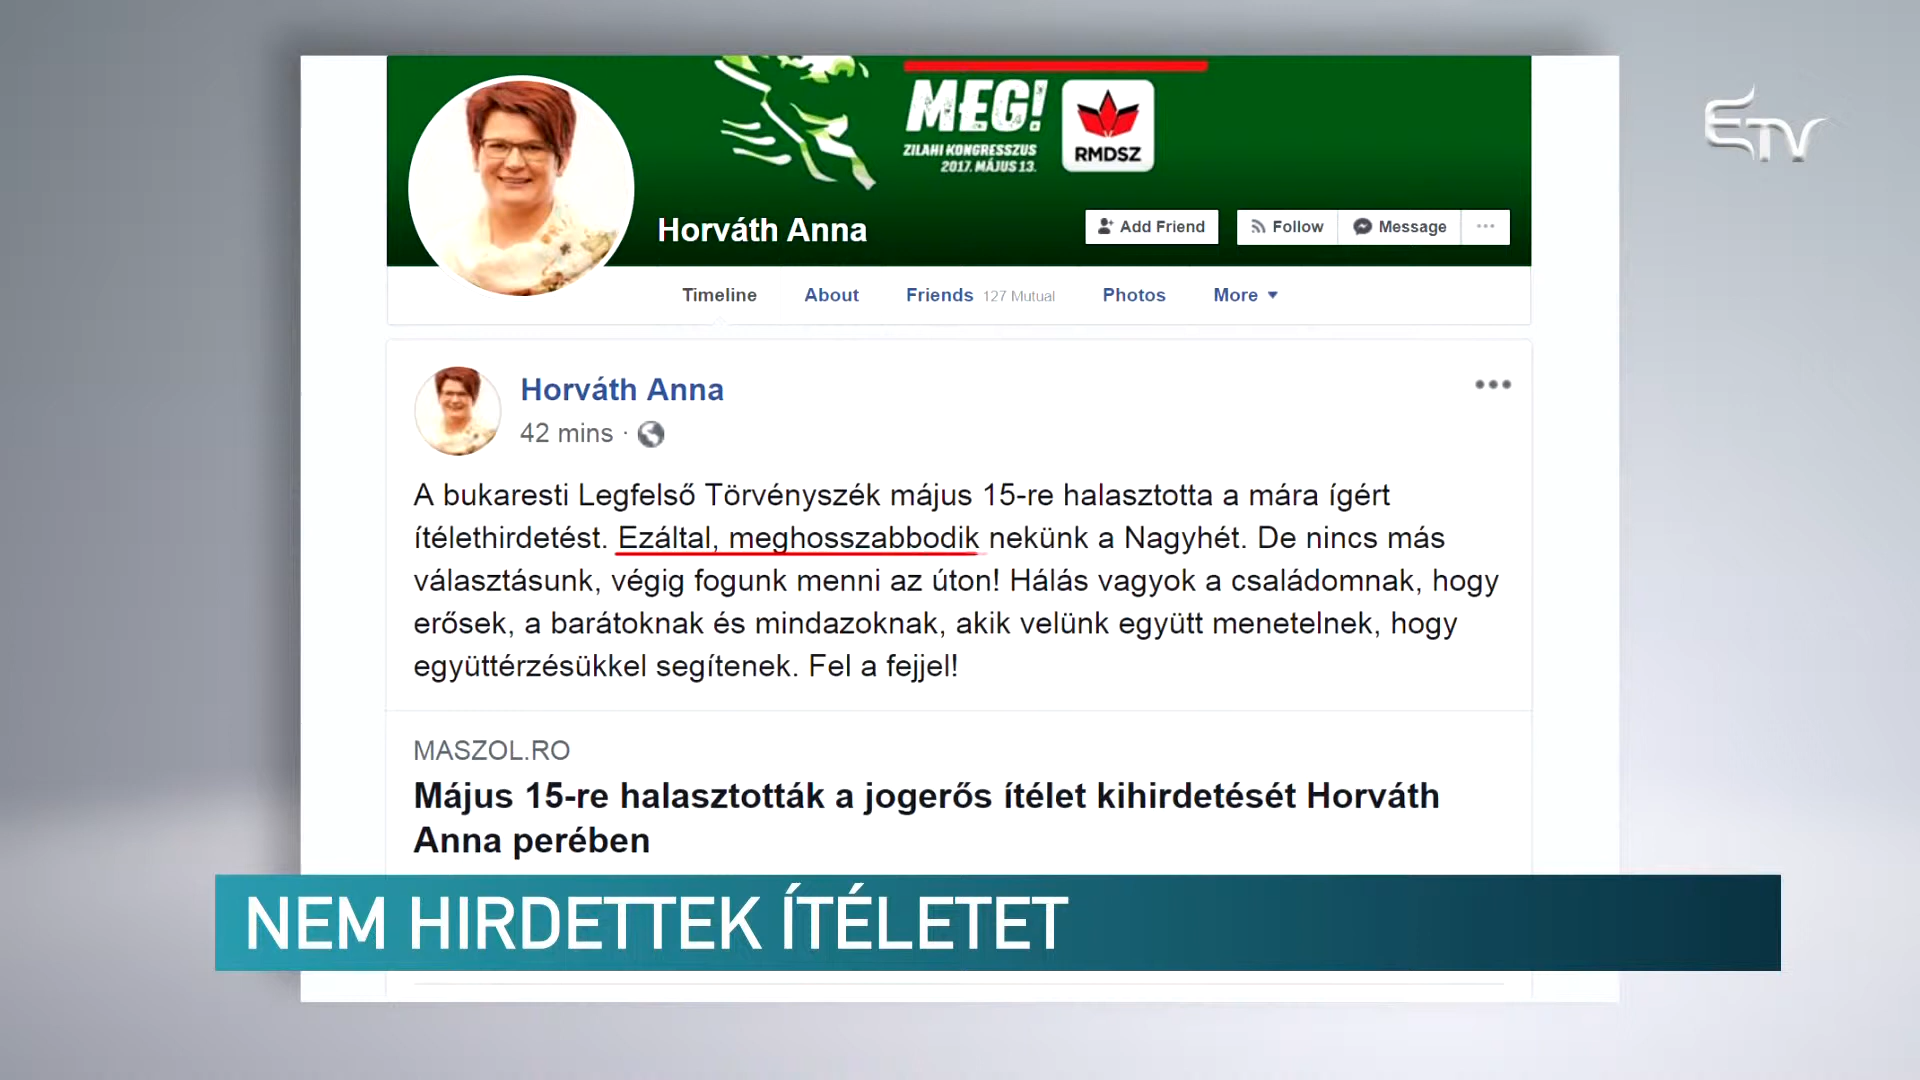 MEG!
ZILAHI KONGRESSZUS
2017. MÁJUS 13.
RMDSZ
ETV
Horváth Anna
Add Friend
Follow
Message
Timeline
About
Friends 127 Mutual
Photos
More
Horváth Anna
42 mins ·
A bukaresti Legfelső Törvényszék május 15-re halasztotta a mára ígért
ítélethirdetést. Ezáltal, meghosszabbodik nekünk a Nagyhét. De nincs más
választásunk, végig fogunk menni az úton! Hálás vagyok a családomnak, hogy
erősek, a barátoknak és mindazoknak, akik velünk együtt menetelnek, hogy
együttérzésükkel segítenek. Fel a fejjel!
MASZOL.RO
Május 15-re halasztották a jogerős ítélet kihirdetését Horváth
Anna perében
NEM HIRDETTEK ÍTÉLETET